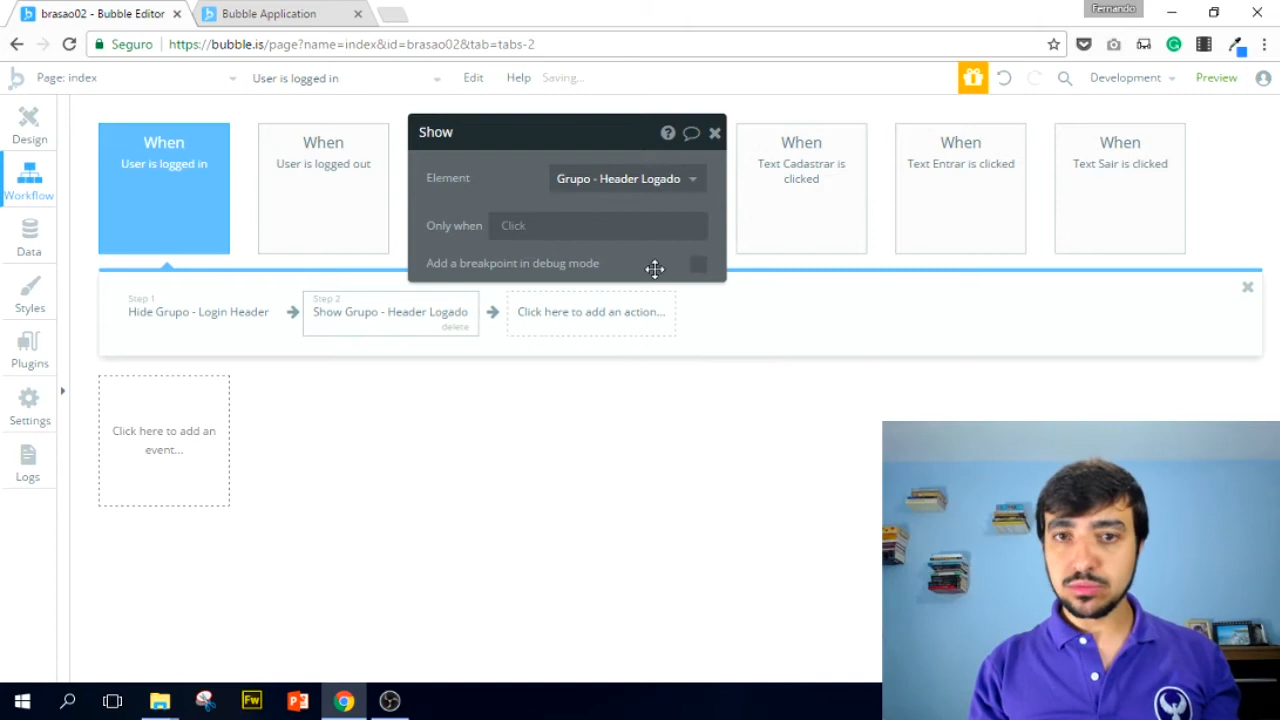 brasao02 - Bubble Editor
Bubble Application
Fernando
Seguro
https://bubble.is/page?name=index&id=brasao02&tab=tabs-2
Page: index
User is logged in
Edit
Help
Saving...
Development
Preview
Design
Workflow
Data
Styles
Plugins
Settings
Logs
When
User is logged in
When
User is logged out
Show
Element
Grupo - Header Logado
Only when
Click
Add a breakpoint in debug mode
When
Text Cadastrar is
clicked
When
Text Entrar is clicked
When
Text Sair is clicked
Step 1
Hide Grupo - Login Header
Step 2
Show Grupo - Header Logado
delete
Click here to add an action...
Click here to add an
event...
Fw